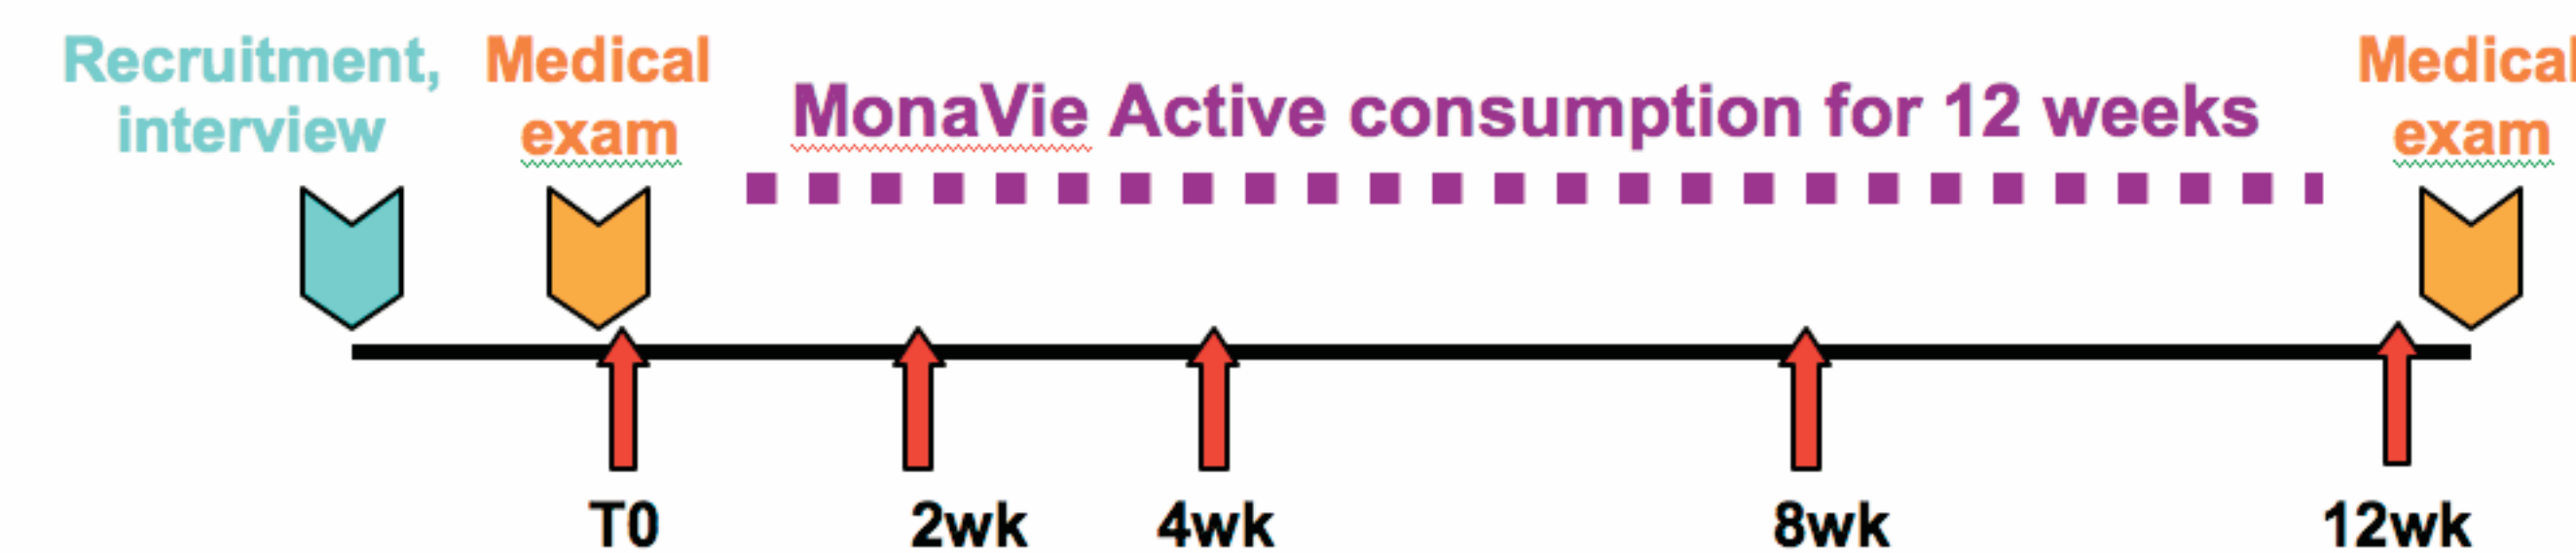 Recruitment,
interview
Medical
exam
MonaVie Active consumption for 12 weeks
Medical
exam
T0
2wk
4wk
8wk
12wk